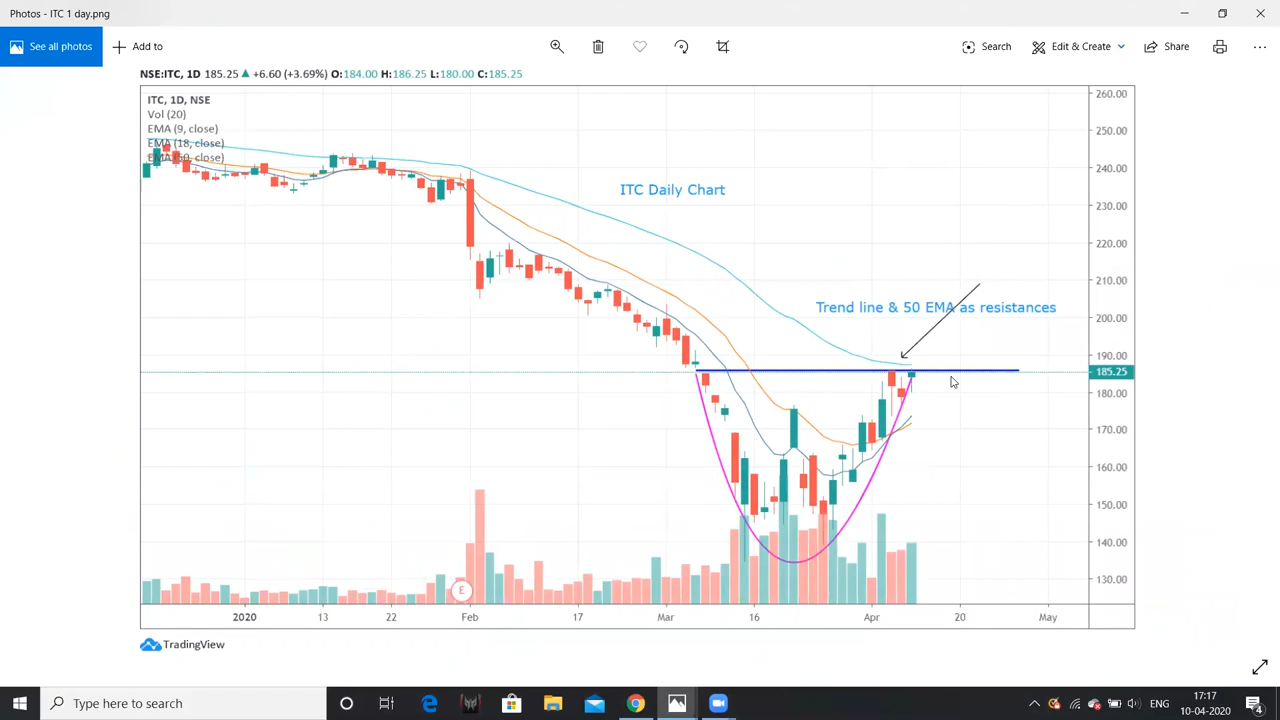 Photos - ITC 1 day.png
See all photos
Add to
Search
Edit & Create
Share
NSE:ITC, 1D 185.25 ▲ +6.60 (+3.69%) O:184.00 H:186.25 L:180.00 C:185.25
ITC, 1D, NSE
Vol (20)
EMA (9, close)
EMA (18, close)
EMA (50, close)
ITC Daily Chart
Trend line & 50 EMA as resistances
260.00
250.00
240.00
230.00
220.00
210.00
200.00
190.00
185.25
180.00
170.00
160.00
150.00
140.00
130.00
E
2020 13 22 Feb 17 Mar 16 Apr 20 May
TradingView
Type here to search
ENG
17:17
10-04-2020
4